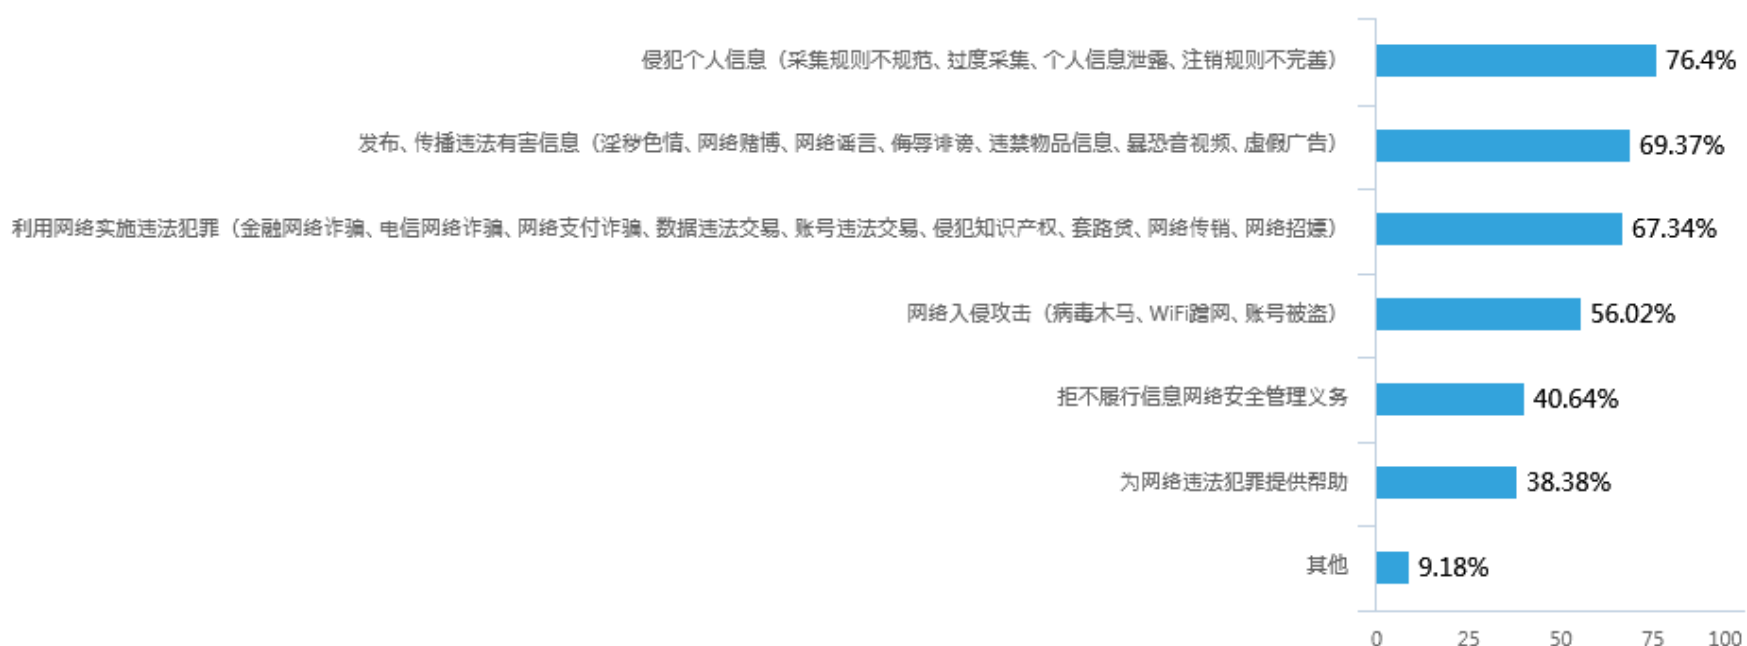 侵犯个人信息（采集规则不规范、过度采集、个人信息泄露、注销规则不完善） 76.4%
发布、传播违法有害信息（淫秽色情、网络赌博、网络谣言、侮辱诽谤、违禁物品信息、暴恐音视频、虚假广告） 69.37%
利用网络实施违法犯罪（金融网络诈骗、电信网络诈骗、网络支付诈骗、数据违法交易、账号违法交易、侵犯知识产权、套路贷、网络传销、网络招嫖） 67.34%
网络入侵攻击（病毒木马、WiFi蹭网、账号被盗） 56.02%
拒不履行信息网络安全管理义务 40.64%
为网络违法犯罪提供帮助 38.38%
其他 9.18%
0 25 50 75 100